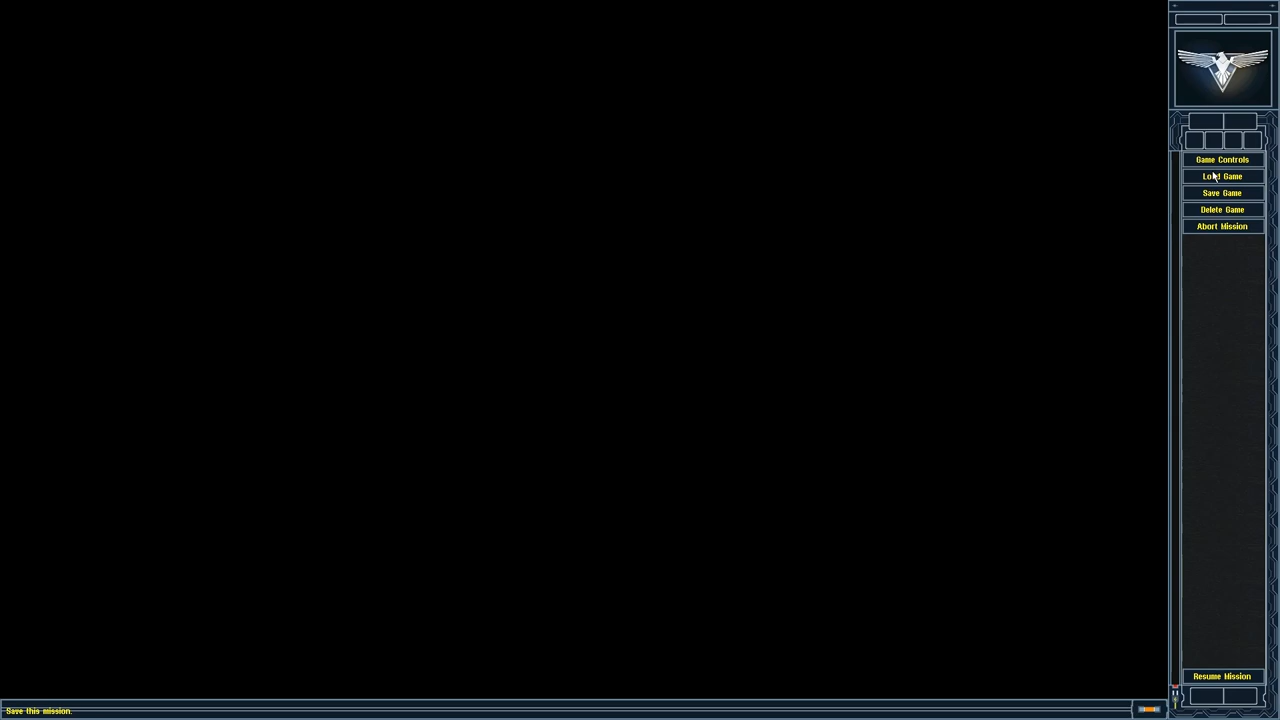 Game Controls
Load Game
Save Game
Delete Game
Abort Mission
Resume Mission
Save this mission.